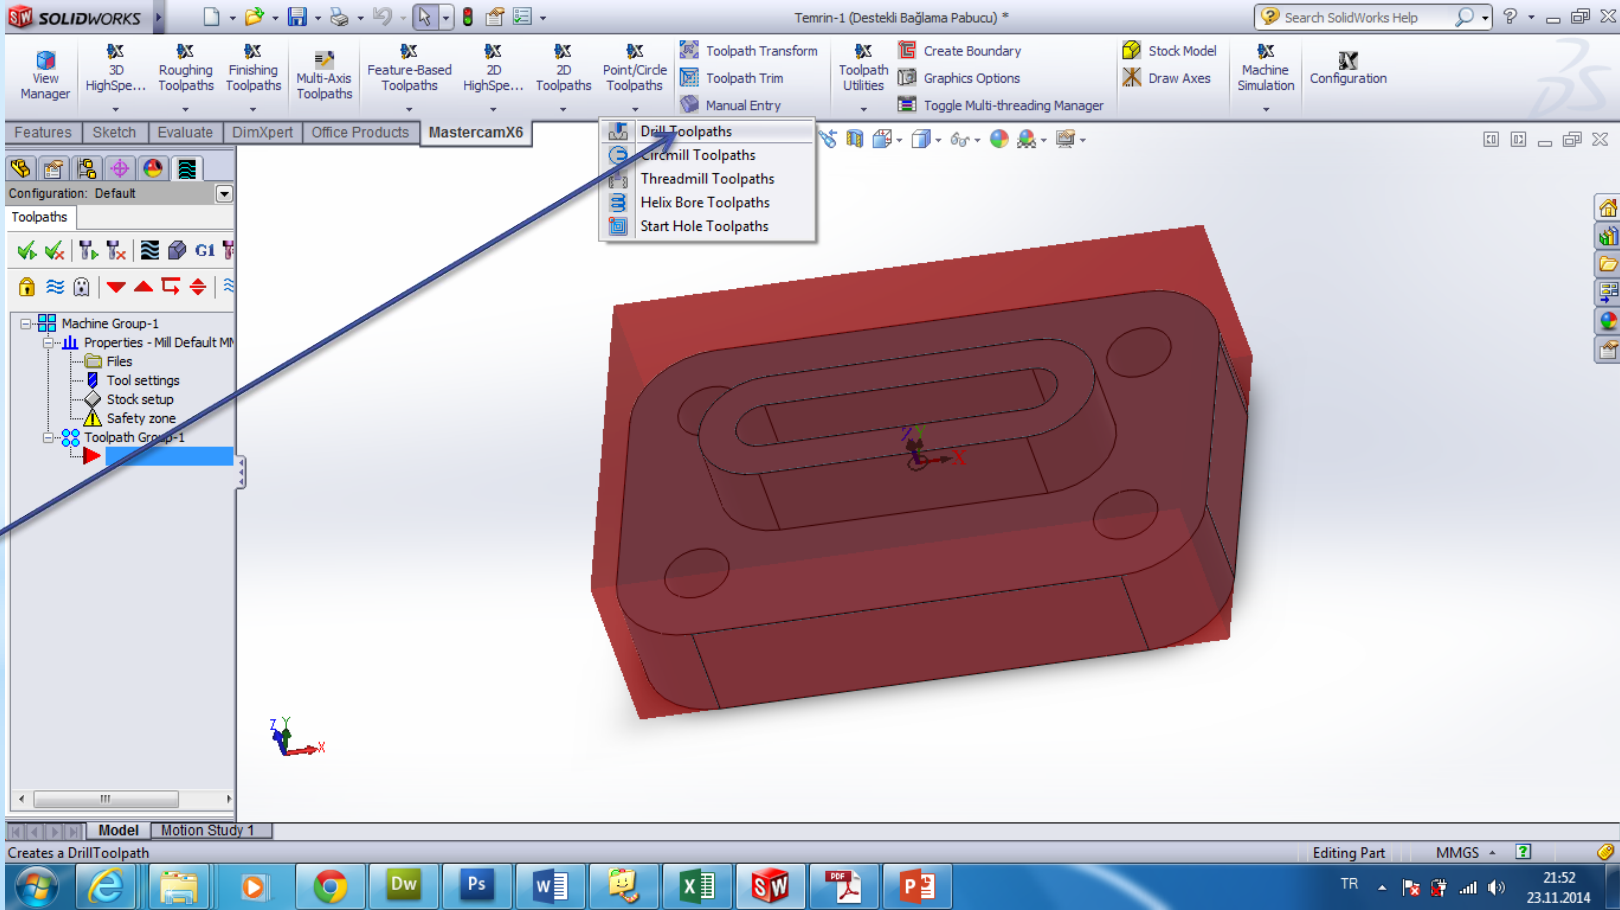 SOLIDWORKS
Temrin-1 (Destekli Bağlama Pabucu) *
Search SolidWorks Help
View Manager
3D HighSpe...
Roughing Toolpaths
Finishing Toolpaths
Multi-Axis Toolpaths
Feature-Based Toolpaths
2D HighSpe...
2D Toolpaths
Point/Circle Toolpaths
Toolpath Transform
Toolpath Trim
Manual Entry
Toolpath Utilities
Create Boundary
Graphics Options
Toggle Multi-threading Manager
Stock Model
Draw Axes
Machine Simulation
Configuration
Features
Sketch
Evaluate
DimXpert
Office Products
MastercamX6
Drill Toolpaths
Circmill Toolpaths
Threadmill Toolpaths
Helix Bore Toolpaths
Start Hole Toolpaths
Configuration: Default
Toolpaths
G1
Machine Group-1
Properties - Mill Default MM
Files
Tool settings
Stock setup
Safety zone
Toolpath Group-1
Z Y
X
Z Y
X
Model
Motion Study 1
Creates a DrillToolpath
Editing Part
MMGS
?
Dw
Ps
W
X
SW
PDF
P
TR
21:52
23.11.2014